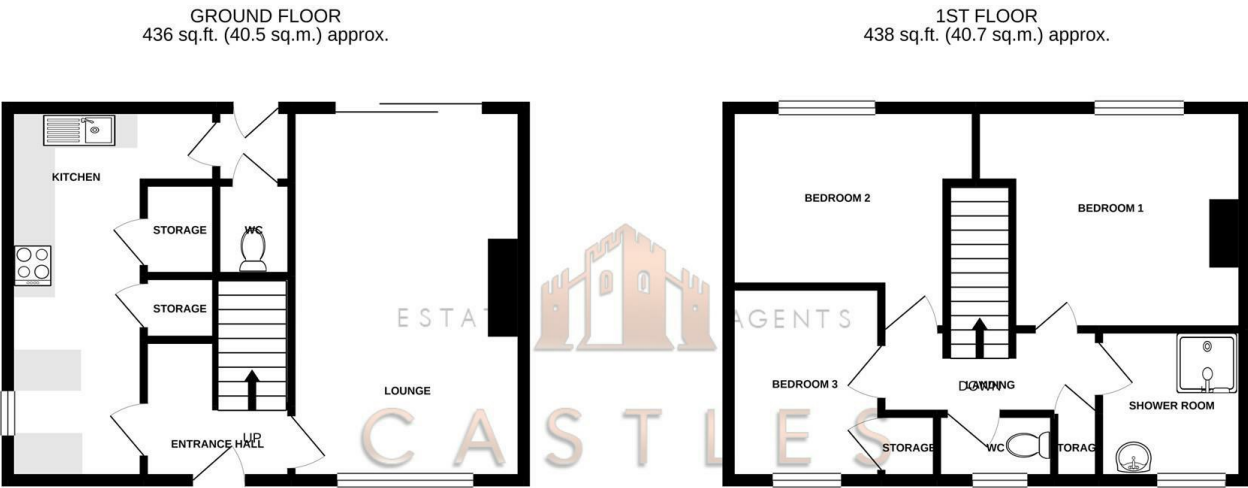 GROUND FLOOR
436 sq.ft. (40.5 sq.m.) approx.
KITCHEN
STORAGE
WC
STORAGE
LOUNGE
ENTRANCE HALL
UP
1ST FLOOR
438 sq.ft. (40.7 sq.m.) approx.
BEDROOM 2
BEDROOM 1
BEDROOM 3
DOWN
LANDING
SHOWER ROOM
STORAGE
WC
STORAGE
ESTAT AGENTS
CASTLES